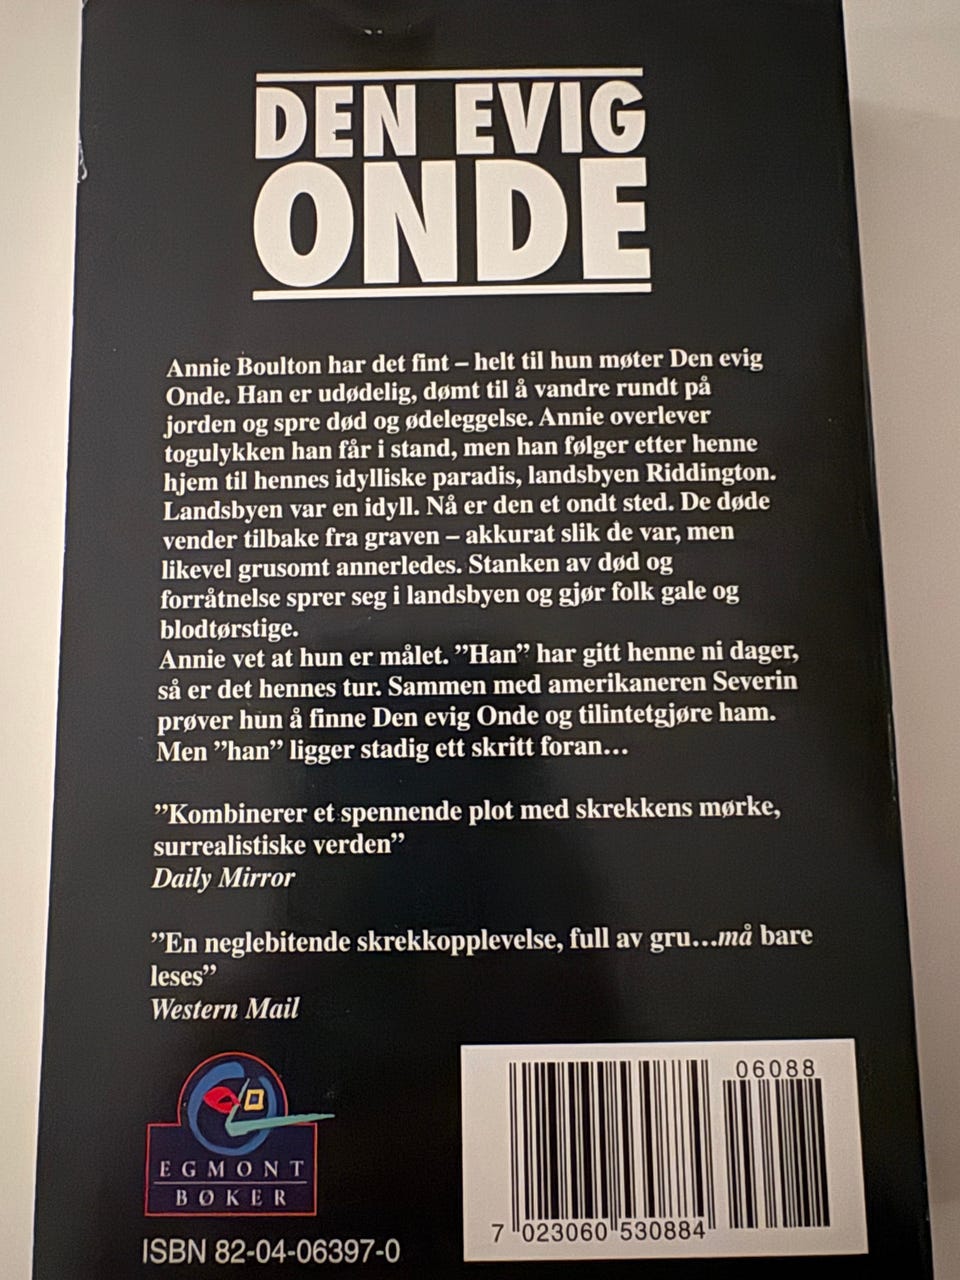 DEN EVIG
ONDE
Annie Boulton har det fint – helt til hun møter Den evig
Onde. Han er udødelig, dømt til å vandre rundt på
jorden og spre død og ødeleggelse. Annie overlever
togulykken han får i stand, men han følger etter henne
hjem til hennes idylliske paradis, landsbyen Riddington.
Landsbyen var en idyll. Nå er den et ondt sted. De døde
vender tilbake fra graven – akkurat slik de var, men
likevel grusomt annerledes. Stanken av død og
forråtnelse sprer seg i landsbyen og gjør folk gale og
blodtørstige.
Annie vet at hun er målet. ”Han” har gitt henne ni dager,
så er det hennes tur. Sammen med amerikaneren Severin
prøver hun å finne Den evig Onde og tilintetgjøre ham.
Men ”han” ligger stadig ett skritt foran...
”Kombinerer et spennende plot med skrekkens mørke,
surrealistiske verden”
Daily Mirror
”En neglebitende skrekkopplevelse, full av gru...må bare
leses”
Western Mail
EGMONT
BØKER
ISBN 82-04-06397-0
06088
7 023060 530884